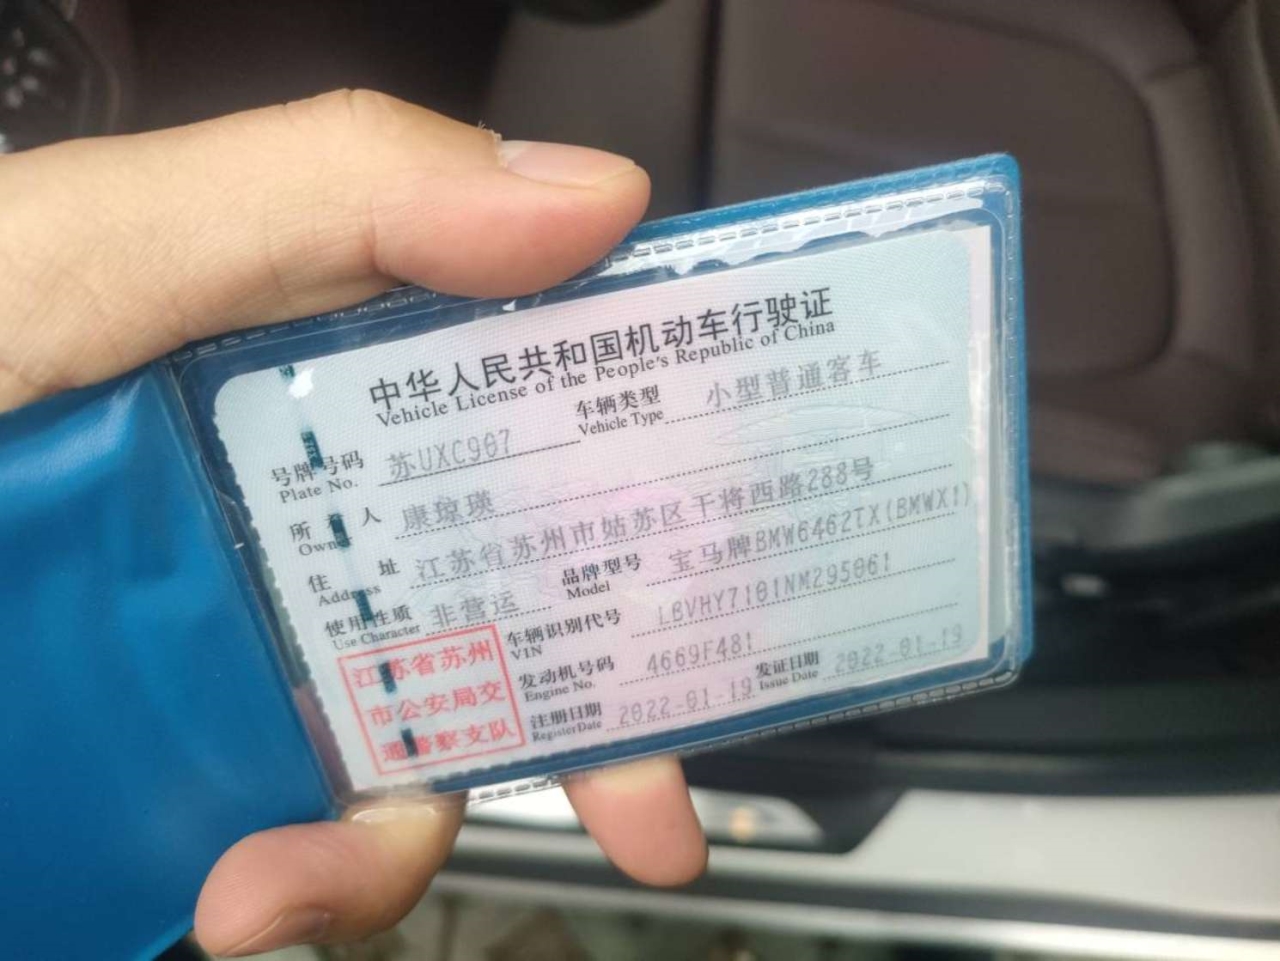 中华人民共和国机动车行驶证
Vehicle License of the People's Republic of China
号牌号码 苏UXC907 车辆类型 小型普通客车
Plate No. Vehicle Type
所有人 康琼瑛
Owner
住址 江苏省苏州市姑苏区干将西路288号
Address
使用性质 非营运 品牌型号 宝马牌BMW6462TX(BMWX1)
Use Character Model
江苏省苏州
市公安局交
通警察支队
车辆识别代号 LBVHY7101NM295061
VIN
发动机号码 4669F481
Engine No.
注册日期 2022-01-19 发证日期 2022-01-19
Register Date Issue Date